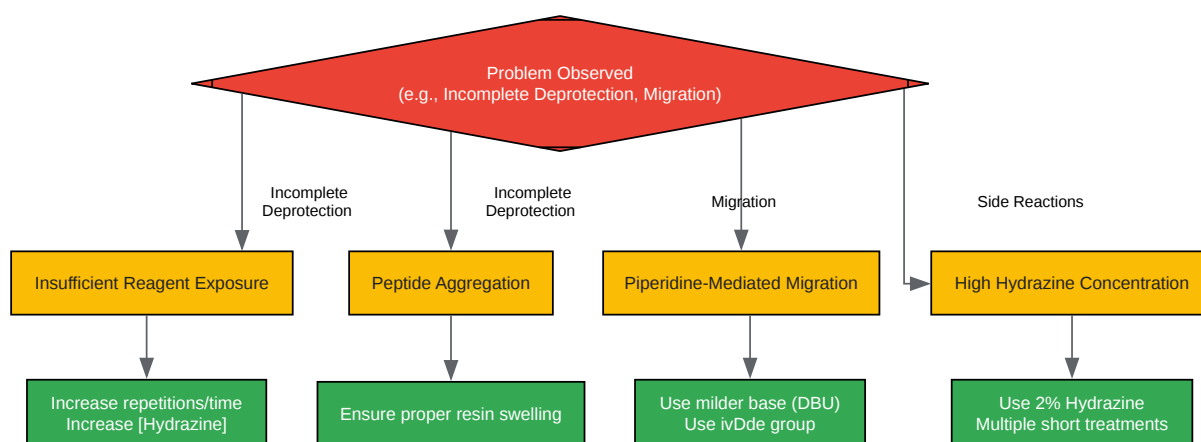 Problem Observed
(e.g., Incomplete Deprotection, Migration)
Incomplete
Deprotection
Incomplete
Deprotection
Migration
Side Reactions
Insufficient Reagent Exposure
Peptide Aggregation
Piperidine-Mediated Migration
High Hydrazine Concentration
Increase repetitions/time
Increase [Hydrazine]
Ensure proper resin swelling
Use milder base (DBU)
Use ivDde group
Use 2% Hydrazine
Multiple short treatments